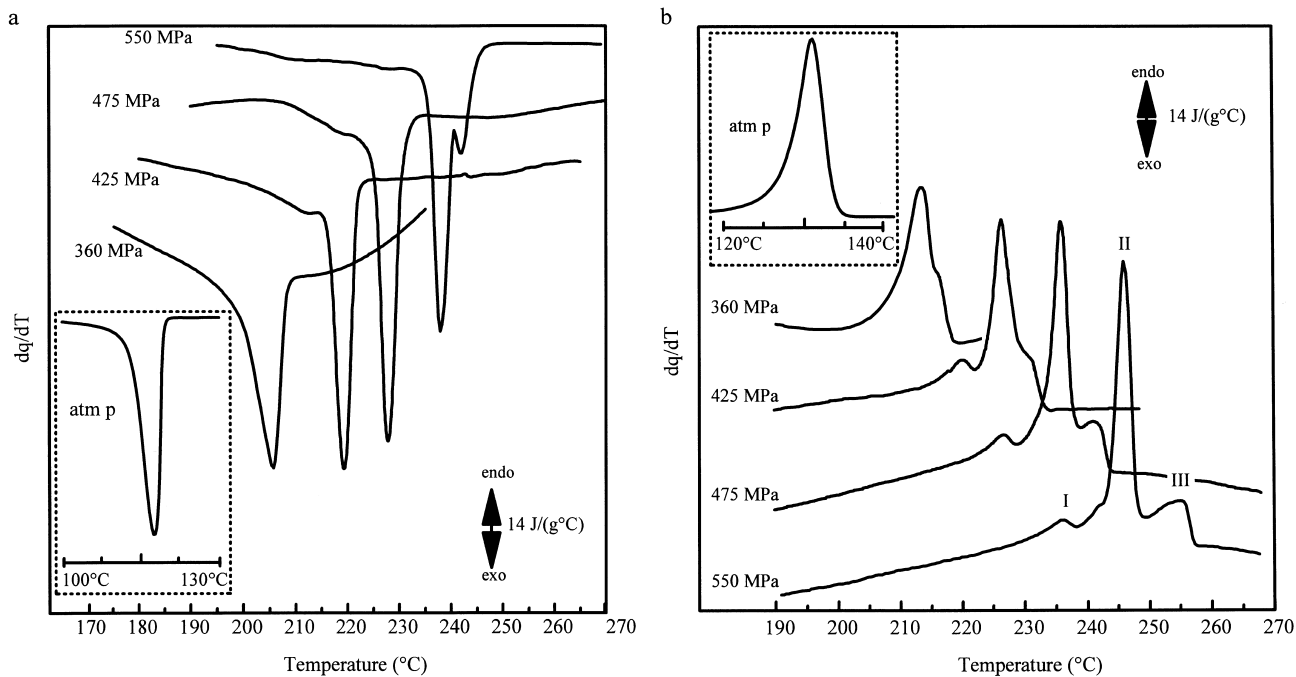 a
550 MPa
475 MPa
425 MPa
360 MPa
dq/dT
atm p
100°C 130°C
endo
14 J/(g°C)
exo
170 180 190 200 210 220 230 240 250 260 270
Temperature (°C)
b
atm p
120°C 140°C
endo
14 J/(g°C)
exo
II
360 MPa
dq/dT
425 MPa
III
475 MPa
I
550 MPa
190 200 210 220 230 240 250 260 270
Temperature (°C)